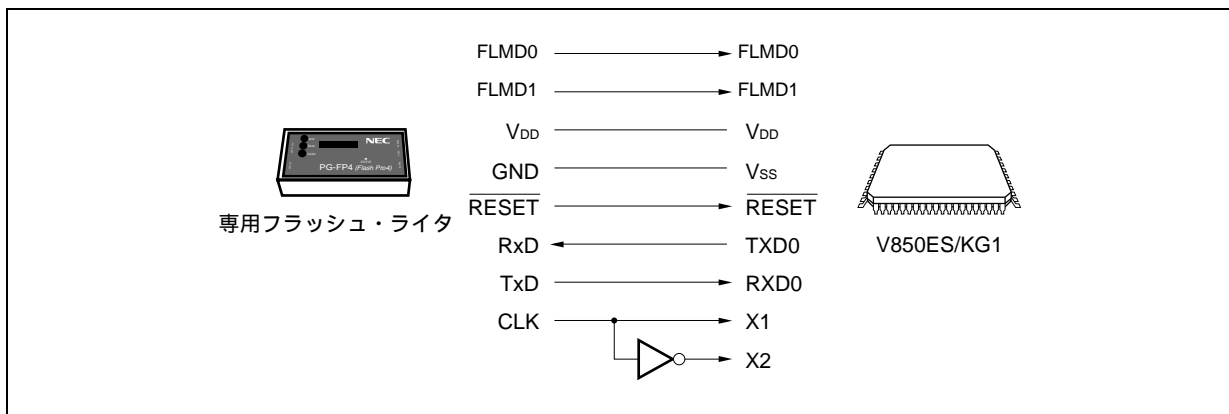 FLMD0 FLMD0
FLMD1 FLMD1
VDD VDD
NEC
PG-FP4 (Flash Pro4)
GND VSS
RESET RESET
専用フラッシュ・ライタ
RxD TXD0
V850ES/KG1
TxD RXD0
CLK X1
X2